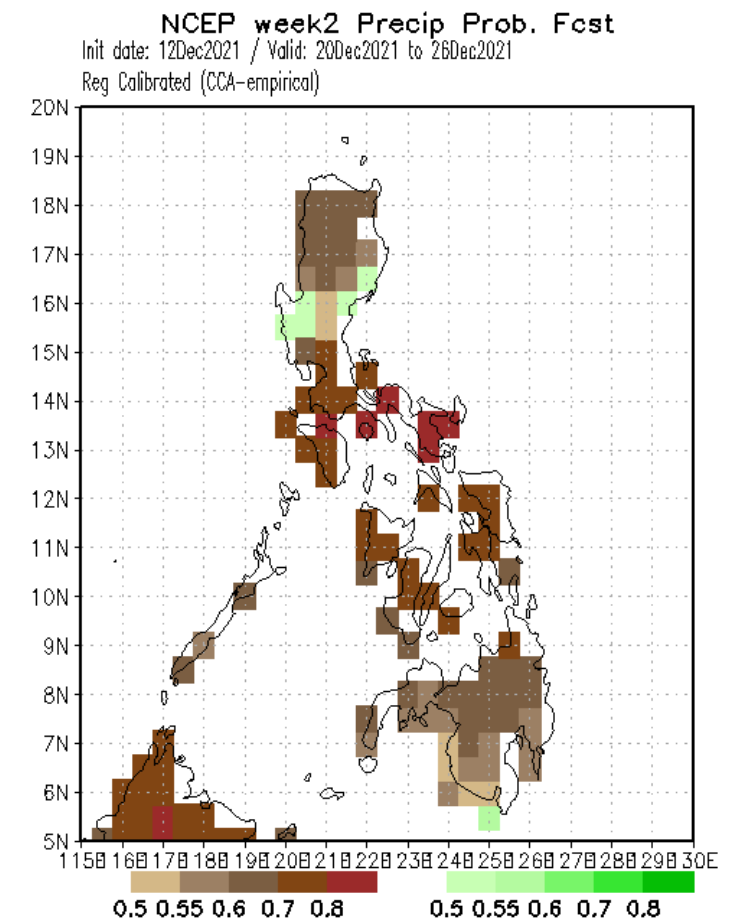 NCEP week2 Precip Prob. Fcst
Init date: 12Dec2021 / Valid: 20Dec2021 to 26Dec2021
Reg Calibrated (CCA-empirical)
20N
19N
18N
17N
16N
15N
14N
13N
12N
11N
10N
9N
8N
7N
6N
5N
115E 116E 117E 118E 119E 120E 121E 122E 123E 124E 125E 126E 127E 128E 129E 130E
0.5 0.55 0.6 0.7 0.8 0.5 0.55 0.6 0.7 0.8